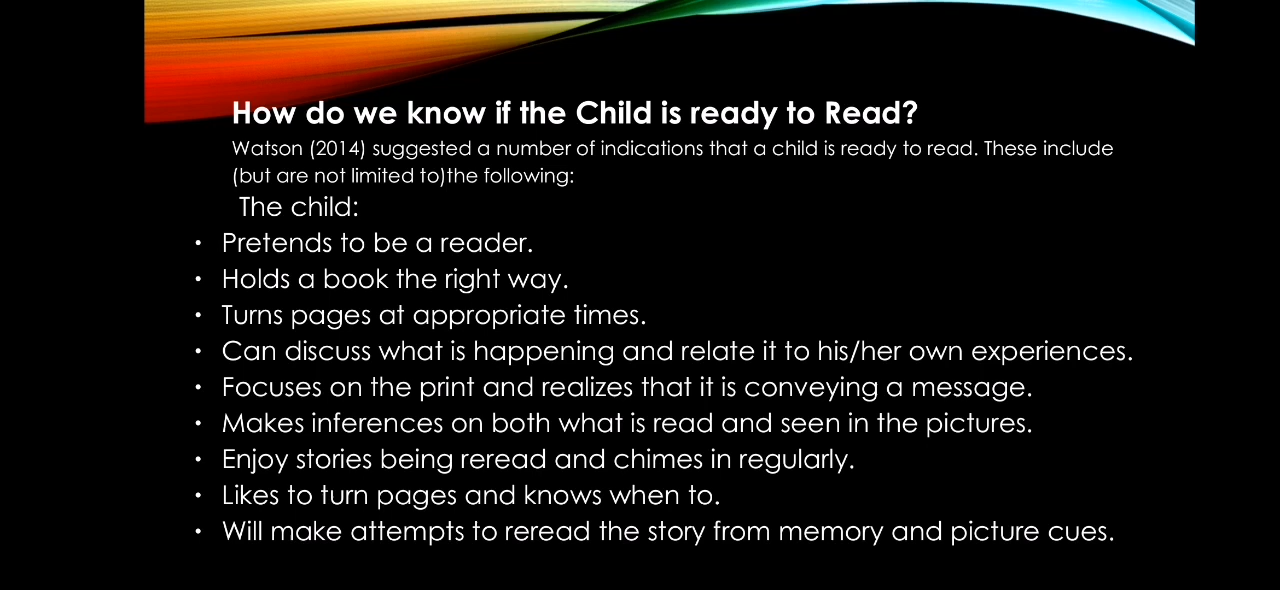 How do we know if the Child is ready to Read?
Watson (2014) suggested a number of indications that a child is ready to read. These include
(but are not limited to)the following:
The child:
• Pretends to be a reader.
• Holds a book the right way.
• Turns pages at appropriate times.
• Can discuss what is happening and relate it to his/her own experiences.
• Focuses on the print and realizes that it is conveying a message.
• Makes inferences on both what is read and seen in the pictures.
• Enjoy stories being reread and chimes in regularly.
• Likes to turn pages and knows when to.
• Will make attempts to reread the story from memory and picture cues.